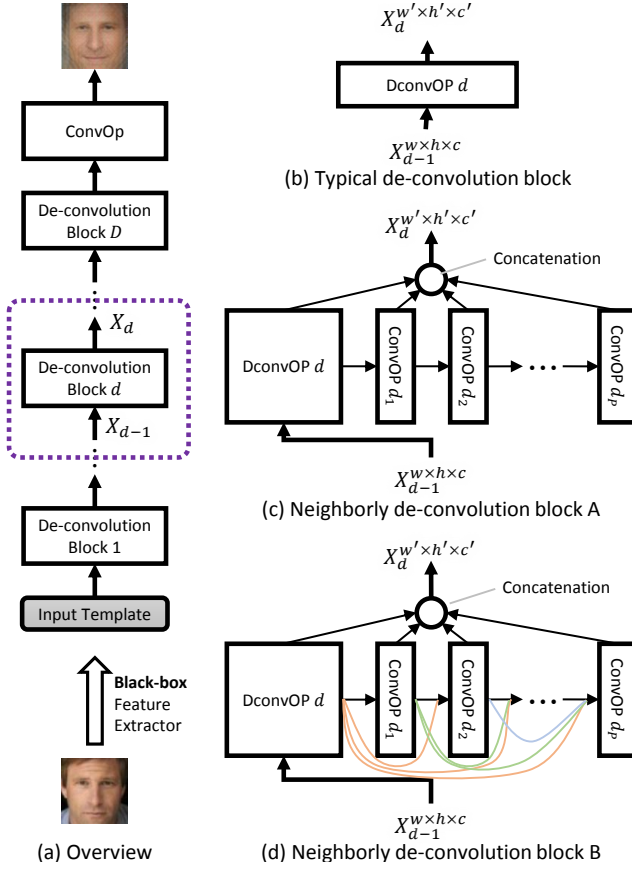 ConvOp
De-convolution
Block D
X_d
De-convolution
Block d
X_{d-1}
De-convolution
Block 1
Input Template
Black-box
Feature
Extractor
(a) Overview
X_d^{w'×h'×c'}
DconvOP d
X_{d-1}^{w×h×c}
(b) Typical de-convolution block
X_d^{w'×h'×c'}
Concatenation
DconvOP d
ConvOP d_1
ConvOP d_2
...
ConvOP d_P
X_{d-1}^{w×h×c}
(c) Neighborly de-convolution block A
X_d^{w'×h'×c'}
Concatenation
DconvOP d
ConvOP d_1
ConvOP d_2
...
ConvOP d_P
X_{d-1}^{w×h×c}
(d) Neighborly de-convolution block B